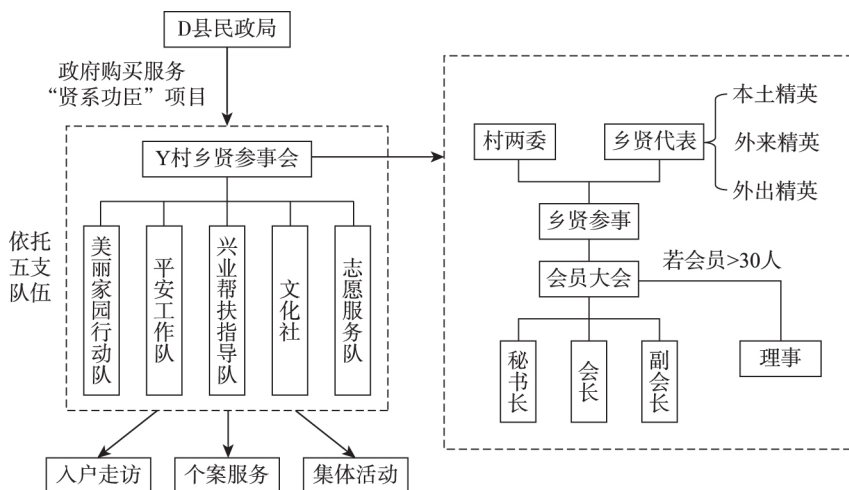 D县民政局
政府购买服务
“贤系功臣”项目
Y村乡贤参事会
依托
五支
队伍
美丽家园行动队
平安工作队
兴业帮扶指导队
文化社
志愿服务队
入户走访
个案服务
集体活动
村两委
乡贤代表
本土精英
外来精英
外出精英
乡贤参事
会员大会
若会员>30人
秘书长
会长
副会长
理事